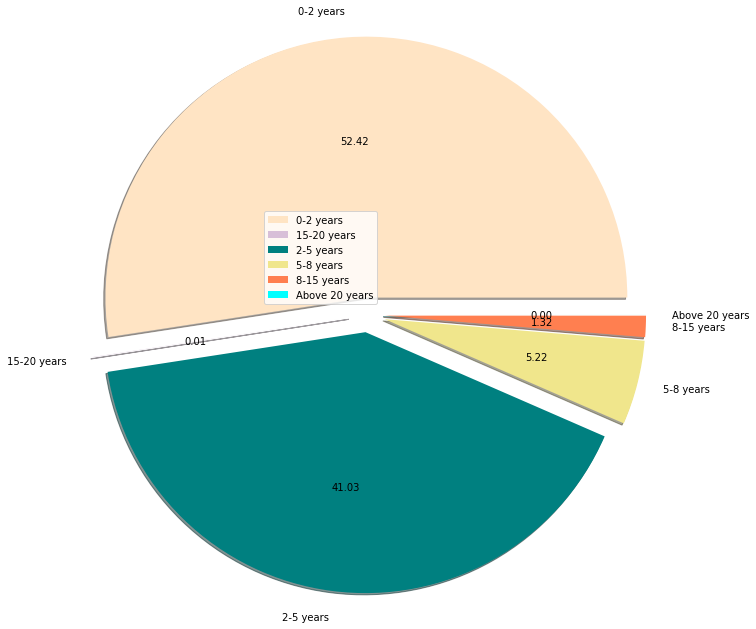 0-2 years
52.42
0-2 years
15-20 years
2-5 years
5-8 years
8-15 years
Above 20 years
0.00
Above 20 years
1.32
8-15 years
0.01
15-20 years
5.22
5-8 years
41.03
2-5 years